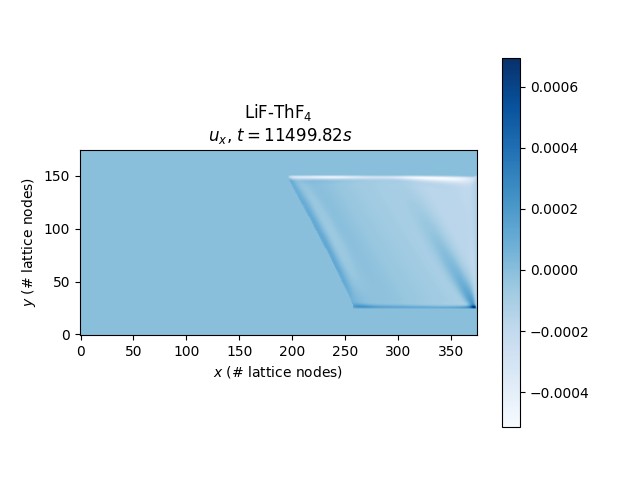 LiF-ThF₄
uₓ, t = 11499.82s
y (# lattice nodes)
150
100
50
0
0 50 100 150 200 250 300 350
x (# lattice nodes)
0.0006
0.0004
0.0002
0.0000
−0.0002
−0.0004